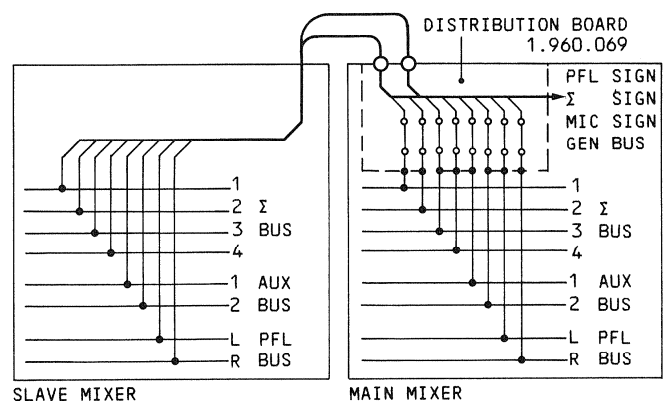 DISTRIBUTION BOARD
1.960.069
PFL SIGN
Σ SIGN
MIC SIGN
GEN BUS
1
2 Σ
3 BUS
4
1 AUX
2 BUS
L PFL
R BUS
SLAVE MIXER
1
2 Σ
3 BUS
4
1 AUX
2 BUS
L PFL
R BUS
MAIN MIXER